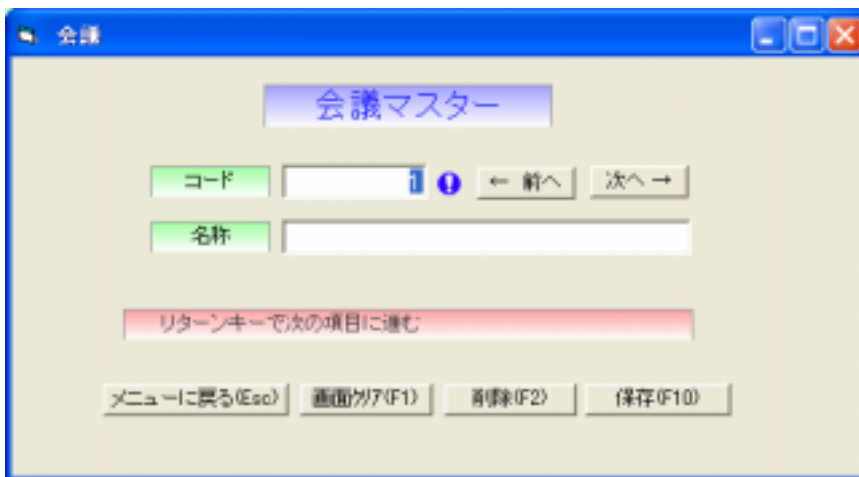 会議
会議マスター
コード 1 ← 前へ 次へ →
名称
リターンキーで次の項目に進む
メニューに戻る(Esc) 画面ｸﾘｱ(F1) 削除(F2) 保存(F10)